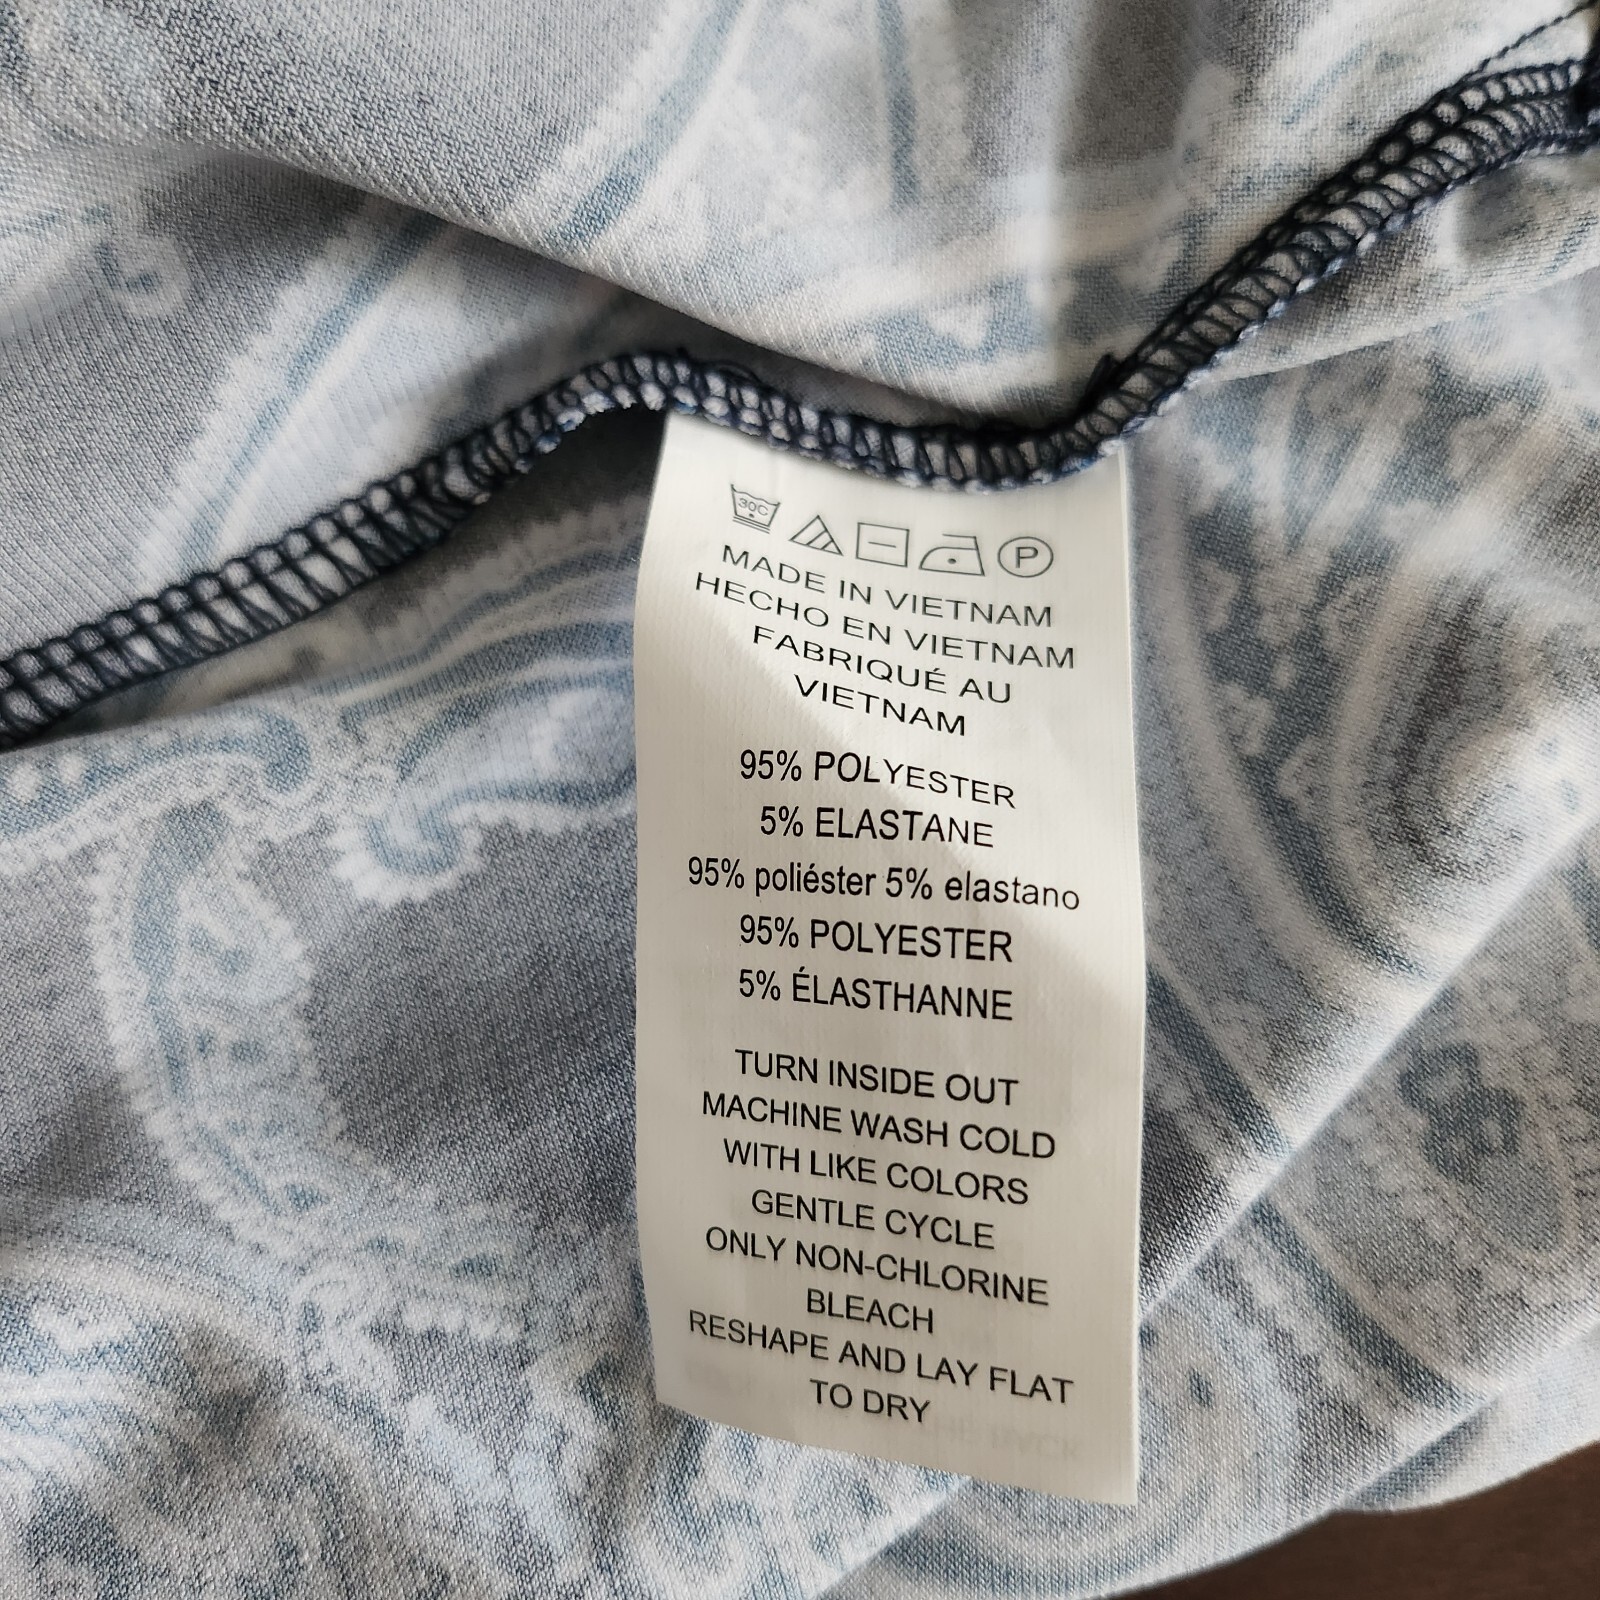 30C P
MADE IN VIETNAM
HECHO EN VIETNAM
FABRIQUÉ AU
VIETNAM
95% POLYESTER
5% ELASTANE
95% poliéster 5% elastano
95% POLYESTER
5% ÉLASTHANNE
TURN INSIDE OUT
MACHINE WASH COLD
WITH LIKE COLORS
GENTLE CYCLE
ONLY NON-CHLORINE
BLEACH
RESHAPE AND LAY FLAT
TO DRY